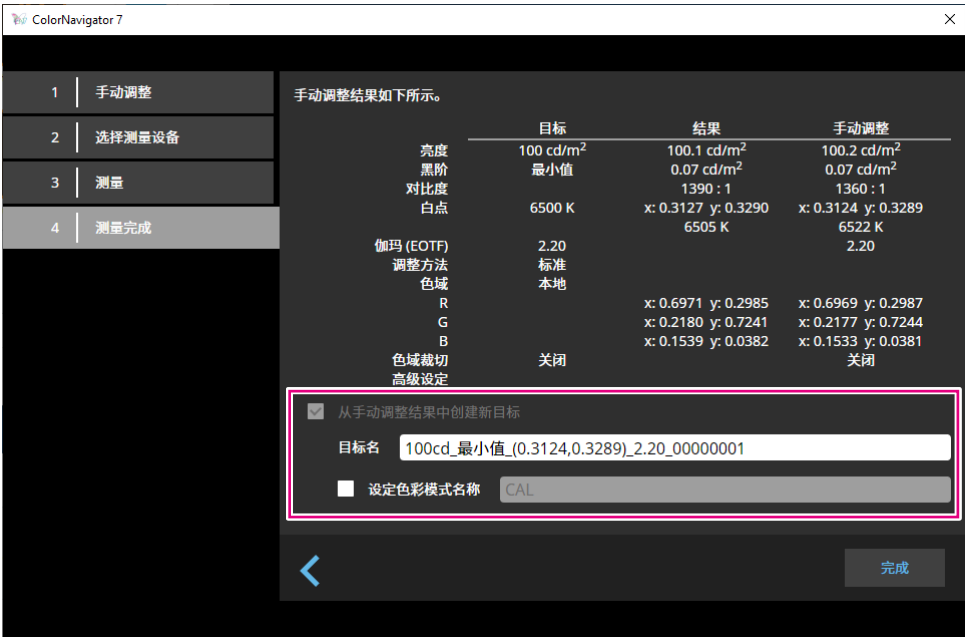 ColorNavigator 7
1 手动调整
2 选择测量设备
3 测量
4 测量完成
手动调整结果如下所示。
目标 结果 手动调整
亮度 100 cd/m² 100.1 cd/m² 100.2 cd/m²
黑阶 最小值 0.07 cd/m² 0.07 cd/m²
对比度 1390 : 1 1360 : 1
白点 6500 K x: 0.3127 y: 0.3290 x: 0.3124 y: 0.3289
6505 K 6522 K
伽玛 (EOTF) 2.20 2.20
调整方法 标准
色域 本地
R x: 0.6971 y: 0.2985 x: 0.6969 y: 0.2987
G x: 0.2180 y: 0.7241 x: 0.2177 y: 0.7244
B x: 0.1539 y: 0.0382 x: 0.1533 y: 0.0381
色域裁切 关闭 关闭
高级设定
从手动调整结果中创建新目标
目标名 100cd_最小值_(0.3124,0.3289)_2.20_00000001
设定色彩模式名称 CAL
完成